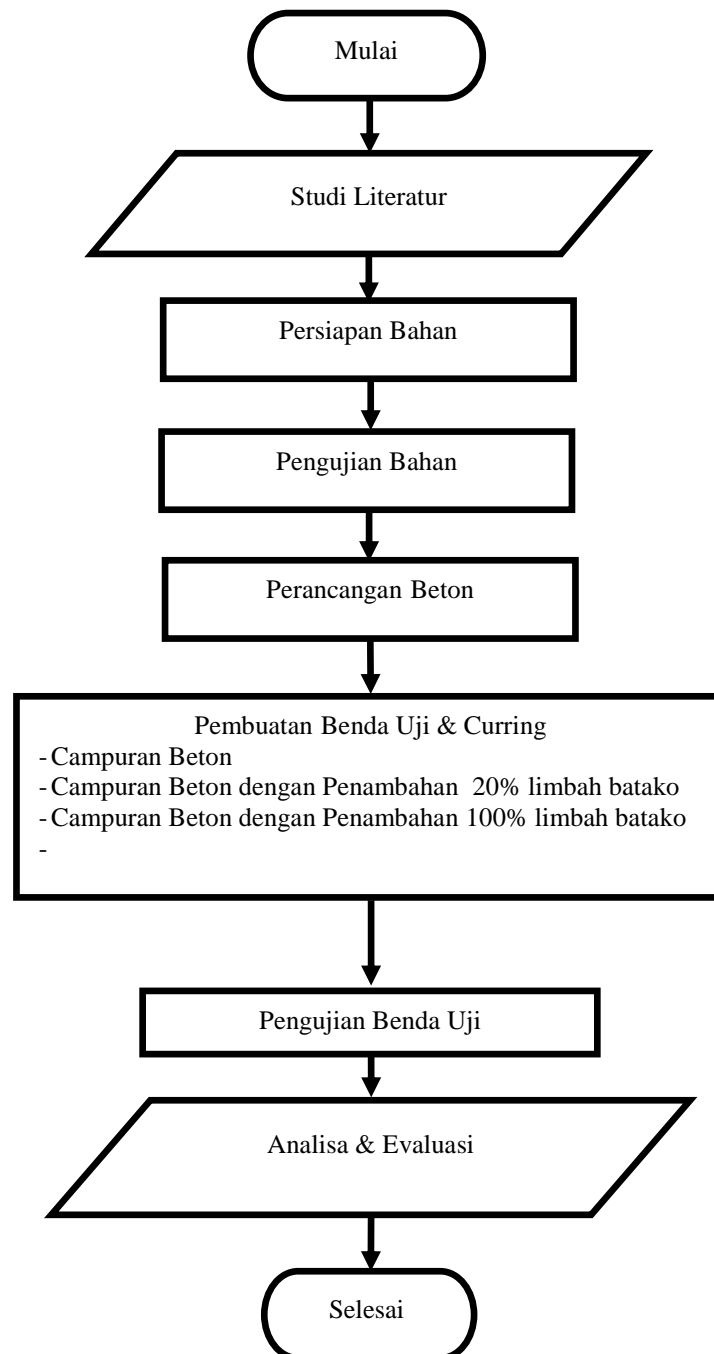 Mulai
Studi Literatur
Persiapan Bahan
Pengujian Bahan
Perancangan Beton
Pembuatan Benda Uji & Curring
- Campuran Beton
- Campuran Beton dengan Penambahan 20% limbah batako
- Campuran Beton dengan Penambahan 100% limbah batako
-
Pengujian Benda Uji
Analisa & Evaluasi
Selesai